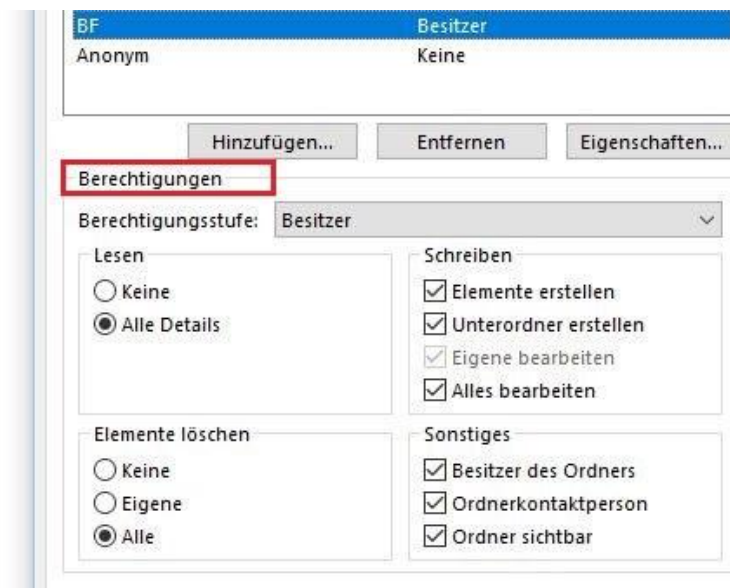 BF Besitzer
Anonym Keine
Hinzufügen... Entfernen Eigenschaften...
Berechtigungen
Berechtigungsstufe: Besitzer
Lesen
Keine
Alle Details
Schreiben
Elemente erstellen
Unterordner erstellen
Eigene bearbeiten
Alles bearbeiten
Elemente löschen
Keine
Eigene
Alle
Sonstiges
Besitzer des Ordners
Ordnerkontaktperson
Ordner sichtbar